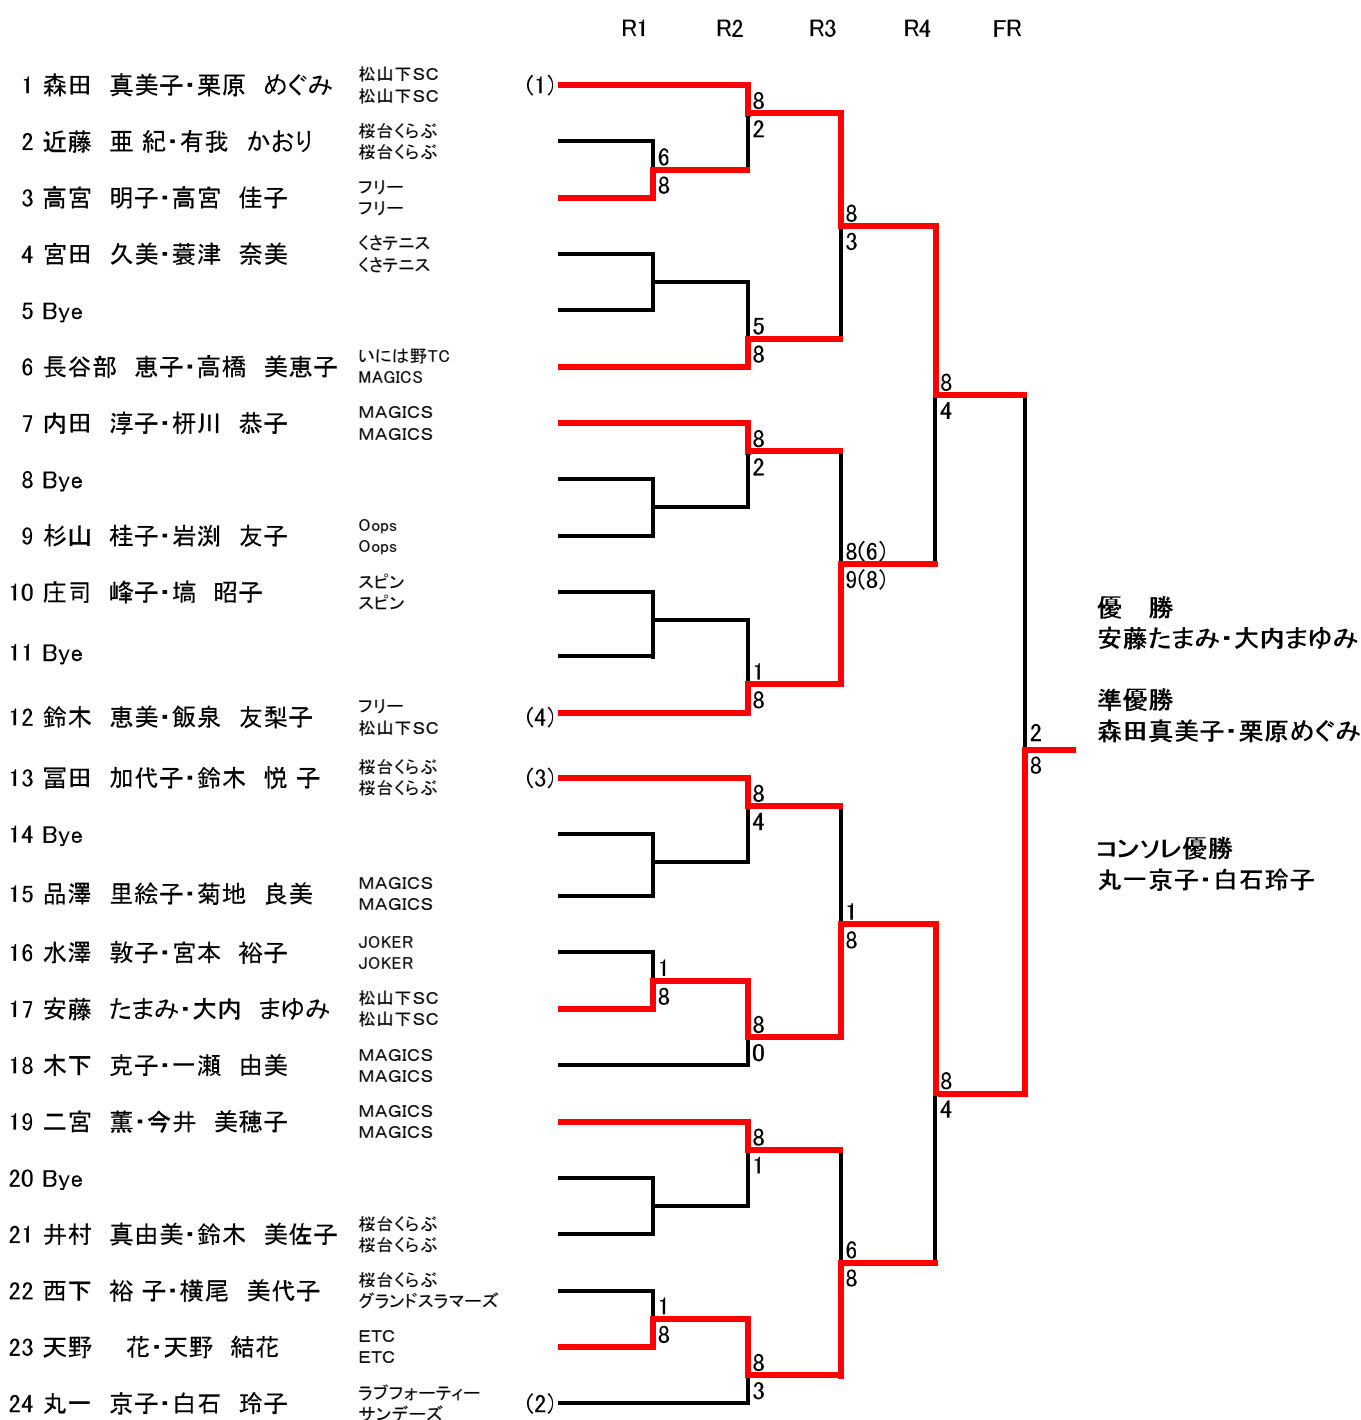 R1 R2 R3 R4 FR
1 森田 真美子・栗原 めぐみ 松山下SC 松山下SC (1)
2 近藤 亜 紀・有我 かおり 桜台くらぶ 桜台くらぶ
3 高宮 明子・高宮 佳子 フリー フリー
4 宮田 久美・蓑津 奈美 くさテニス くさテニス
5 Bye
6 長谷部 恵子・高橋 美恵子 いには野TC MAGICS
7 内田 淳子・枡川 恭子 MAGICS MAGICS
8 Bye
9 杉山 桂子・岩渕 友子 Oops Oops
10 庄司 峰子・塙 昭子 スピン スピン
11 Bye
12 鈴木 恵美・飯泉 友梨子 フリー 松山下SC (4)
13 冨田 加代子・鈴木 悦 子 桜台くらぶ 桜台くらぶ (3)
14 Bye
15 品澤 里絵子・菊地 良美 MAGICS MAGICS
16 水澤 敦子・宮本 裕子 JOKER JOKER
17 安藤 たまみ・大内 まゆみ 松山下SC 松山下SC
18 木下 克子・一瀬 由美 MAGICS MAGICS
19 二宮 薫・今井 美穂子 MAGICS MAGICS
20 Bye
21 井村 真由美・鈴木 美佐子 桜台くらぶ 桜台くらぶ
22 西下 裕 子・横尾 美代子 桜台くらぶ グランドスラマーズ
23 天野 花・天野 結花 ETC ETC
24 丸一 京子・白石 玲子 ラブフォーティー サンデーズ (2)
6
8
1
8
1
8
8
2
5
8
8
2
1
8
8
4
8
0
8
1
8
3
8
3
8(6)
9(8)
1
8
6
8
8
4
8
4
2
8
優 勝
安藤たまみ・大内まゆみ
準優勝
森田真美子・栗原めぐみ
コンソレ優勝
丸一京子・白石玲子